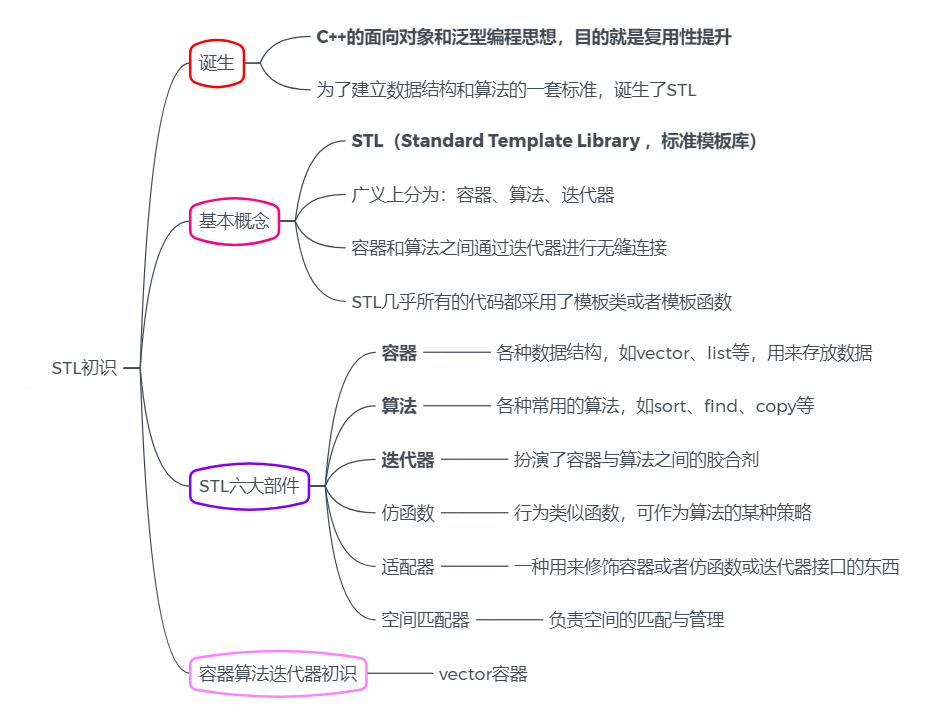 STL初识
诞生
C++的面向对象和泛型编程思想，目的就是复用性提升
为了建立数据结构和算法的一套标准，诞生了STL
基本概念
STL（Standard Template Library ，标准模板库）
广义上分为：容器、算法、迭代器
容器和算法之间通过迭代器进行无缝连接
STL几乎所有的代码都采用了模板类或者模板函数
STL六大部件
容器
各种数据结构，如vector、list等，用来存放数据
算法
各种常用的算法，如sort、find、copy等
迭代器
扮演了容器与算法之间的胶合剂
仿函数
行为类似函数，可作为算法的某种策略
适配器
一种用来修饰容器或者仿函数或迭代器接口的东西
空间匹配器
负责空间的匹配与管理
容器算法迭代器初识
vector容器